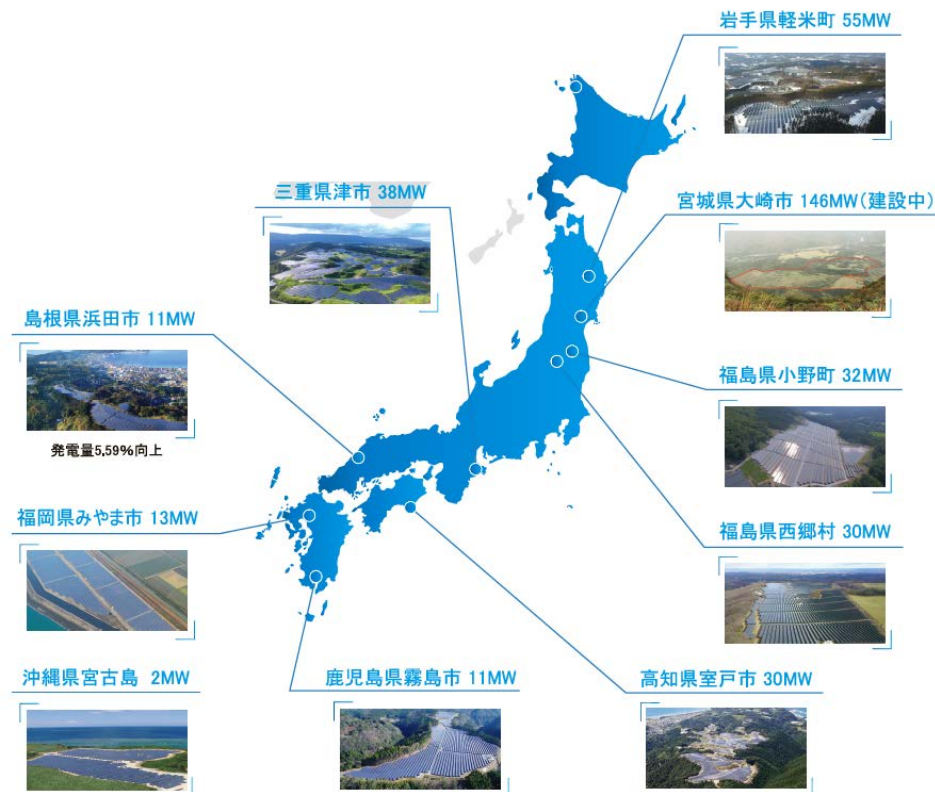 岩手県軽米町 55MW
三重県津市 38MW
宮城県大崎市 146MW(建設中)
島根県浜田市 11MW
発電量5,59%向上
福島県小野町 32MW
福岡県みやま市 13MW
福島県西郷村 30MW
沖縄県宮古島 2MW
鹿児島県霧島市 11MW
高知県室戸市 30MW